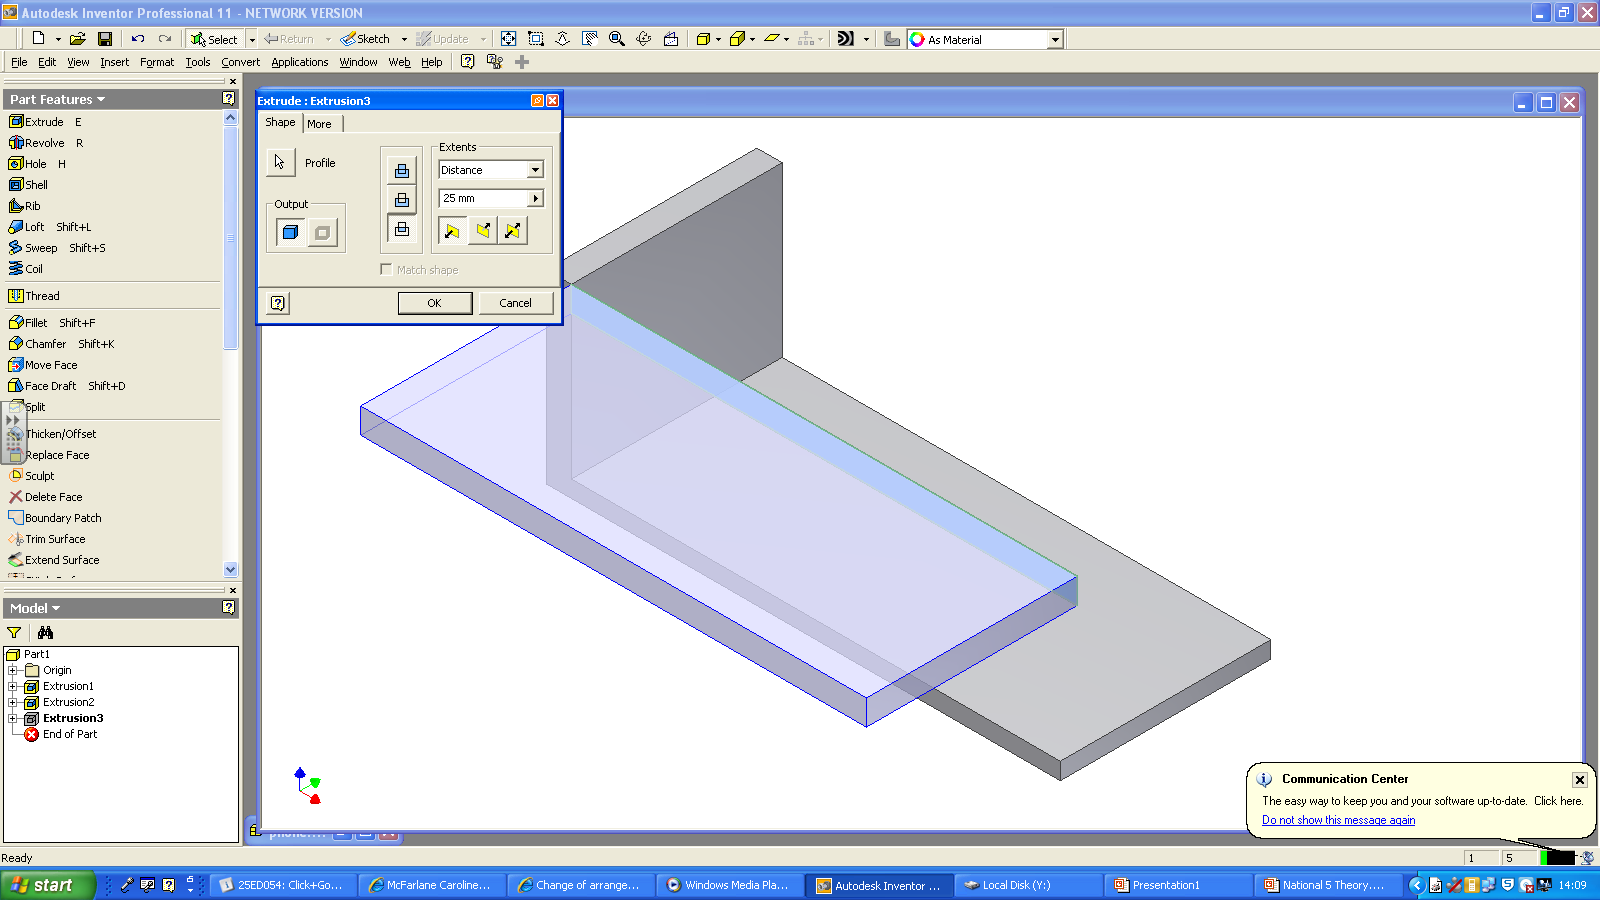 Autodesk Inventor Professional 11 - NETWORK VERSION
Select Return Sketch Update As Material
File Edit View Insert Format Tools Convert Applications Window Web Help
Part Features
Extrude E
Revolve R
Hole H
Shell
Rib
Loft Shift+L
Sweep Shift+S
Coil
Thread
Fillet Shift+F
Chamfer Shift+K
Move Face
Face Draft Shift+D
Split
Thicken/Offset
Replace Face
Sculpt
Delete Face
Boundary Patch
Trim Surface
Extend Surface
Model
Part1
Origin
Extrusion1
Extrusion2
Extrusion3
End of Part
Extrude : Extrusion3
Shape More
Profile
Output
Extents
Distance
25 mm
Match shape
OK Cancel
Communication Center
The easy way to keep you and your software up-to-date. Click here.
Do not show this message again
Ready
1 5
start
25ED054: Click+Go...
McFarlane Caroline...
Change of arrange...
Windows Media Pla...
Autodesk Inventor ...
Local Disk (Y:)
Presentation1
National 5 Theory....
14:09